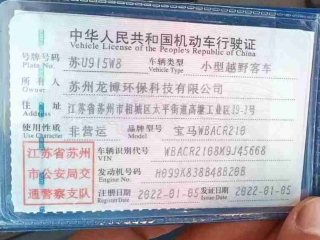 中华人民共和国机动车行驶证
Vehicle License of the People's Republic of China
号牌号码 苏U915W8 车辆类型 小型越野客车
Plate No. Vehicle Type
所有人 苏州龙博环保科技有限公司
Owner
住址 江苏省苏州市相城区太平街道高墩工业区19-7号
Address
使用性质 非营运 品牌型号 宝马WBACR210
Use Character Model
江苏省苏州
市公安局交
通警察支队
车辆识别代号 WBACR2108K9J45668
VIN
发动机号码 H099K838B48B20B
Engine No.
注册日期 2022-01-05 发证日期 2022-01-05
Register Date Issue Date